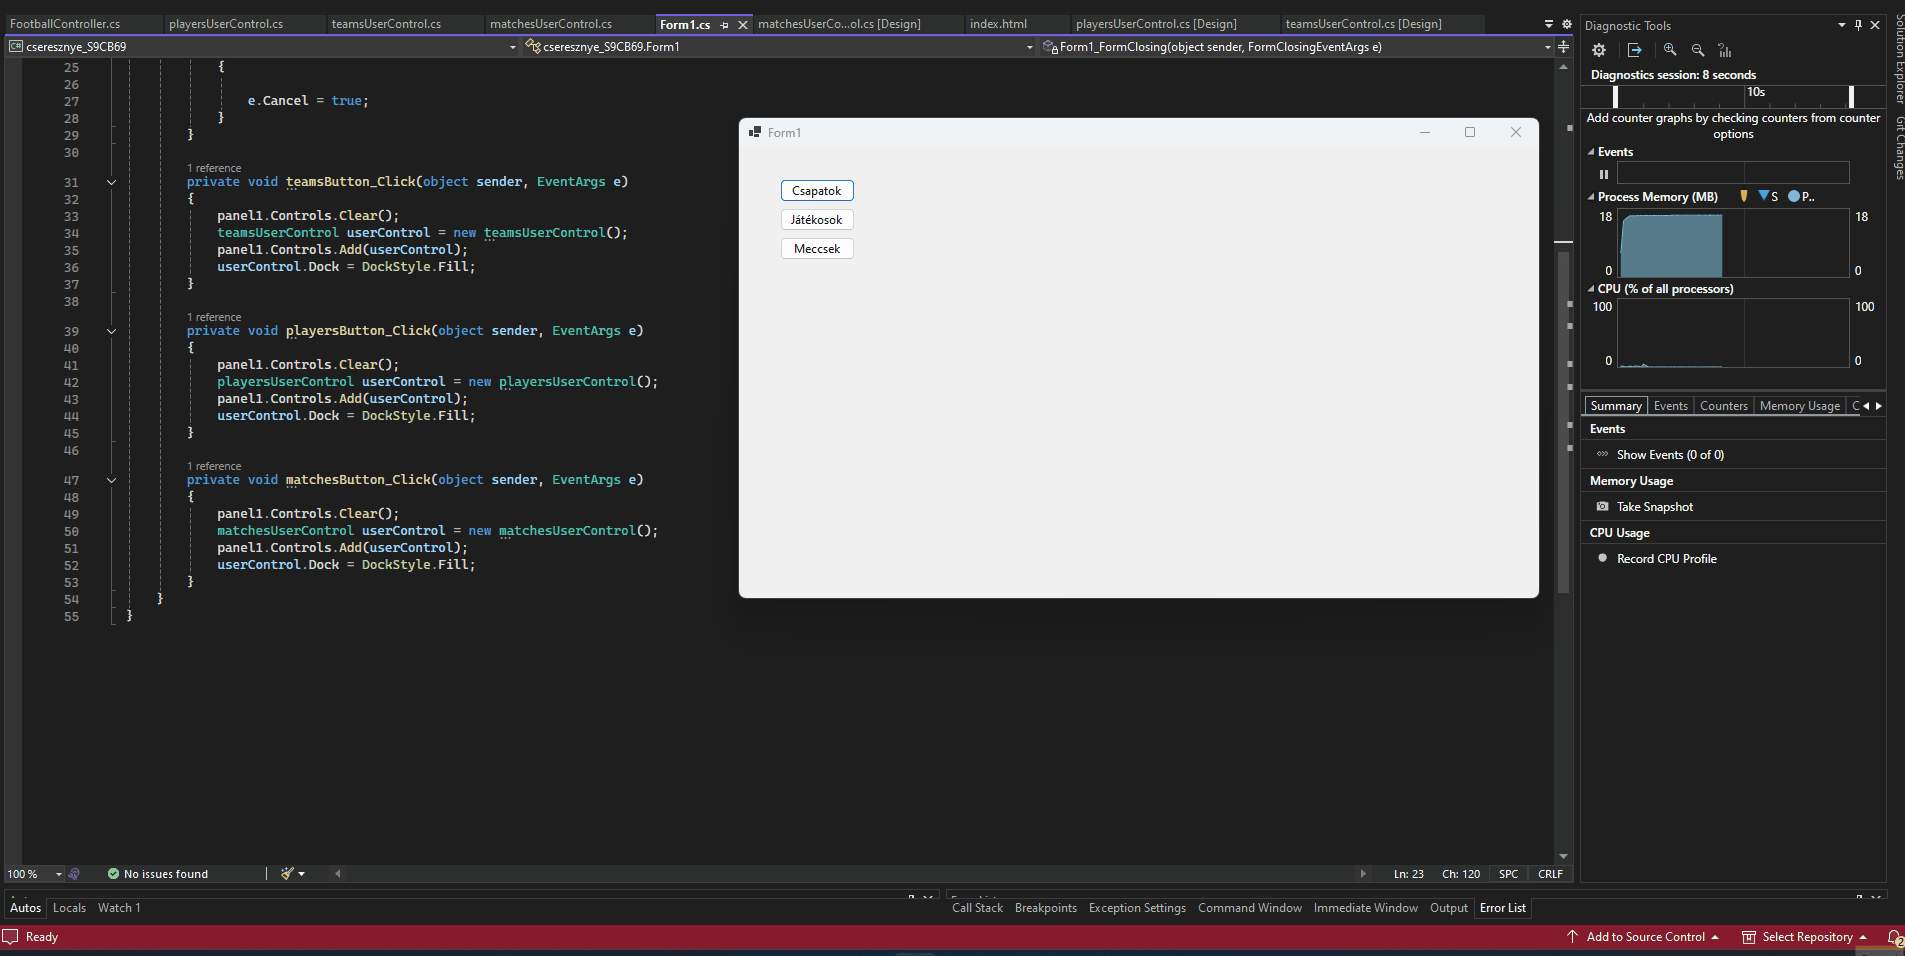 FootballController.cs playersUserControl.cs teamsUserControl.cs matchesUserControl.cs Form1.cs matchesUserCo...ol.cs [Design] index.html playersUserControl.cs [Design] teamsUserControl.cs [Design]
C# cseresznye_S9CB69 cseresznye_S9CB69.Form1 Form1_FormClosing(object sender, FormClosingEventArgs e)
25 {
26
27 e.Cancel = true;
28 }
29 }
30
1 reference
31 private void teamsButton_Click(object sender, EventArgs e)
32 {
33 panel1.Controls.Clear();
34 teamsUserControl userControl = new teamsUserControl();
35 panel1.Controls.Add(userControl);
36 userControl.Dock = DockStyle.Fill;
37 }
38
1 reference
39 private void playersButton_Click(object sender, EventArgs e)
40 {
41 panel1.Controls.Clear();
42 playersUserControl userControl = new playersUserControl();
43 panel1.Controls.Add(userControl);
44 userControl.Dock = DockStyle.Fill;
45 }
46
1 reference
47 private void matchesButton_Click(object sender, EventArgs e)
48 {
49 panel1.Controls.Clear();
50 matchesUserControl userControl = new matchesUserControl();
51 panel1.Controls.Add(userControl);
52 userControl.Dock = DockStyle.Fill;
53 }
54 }
55 }
Form1
Csapatok
Játékosok
Meccsek
Diagnostic Tools
Diagnostics session: 8 seconds
10s
Add counter graphs by checking counters from counter
options
Events
Process Memory (MB) S P..
18 18
0 0
CPU (% of all processors)
100 100
0 0
Summary Events Counters Memory Usage C
Events
Show Events (0 of 0)
Memory Usage
Take Snapshot
CPU Usage
Record CPU Profile
Solution Explorer
Git Changes
100 % No issues found Ln: 23 Ch: 120 SPC CRLF
Autos Locals Watch 1 Call Stack Breakpoints Exception Settings Command Window Immediate Window Output Error List
Ready Add to Source Control Select Repository 2